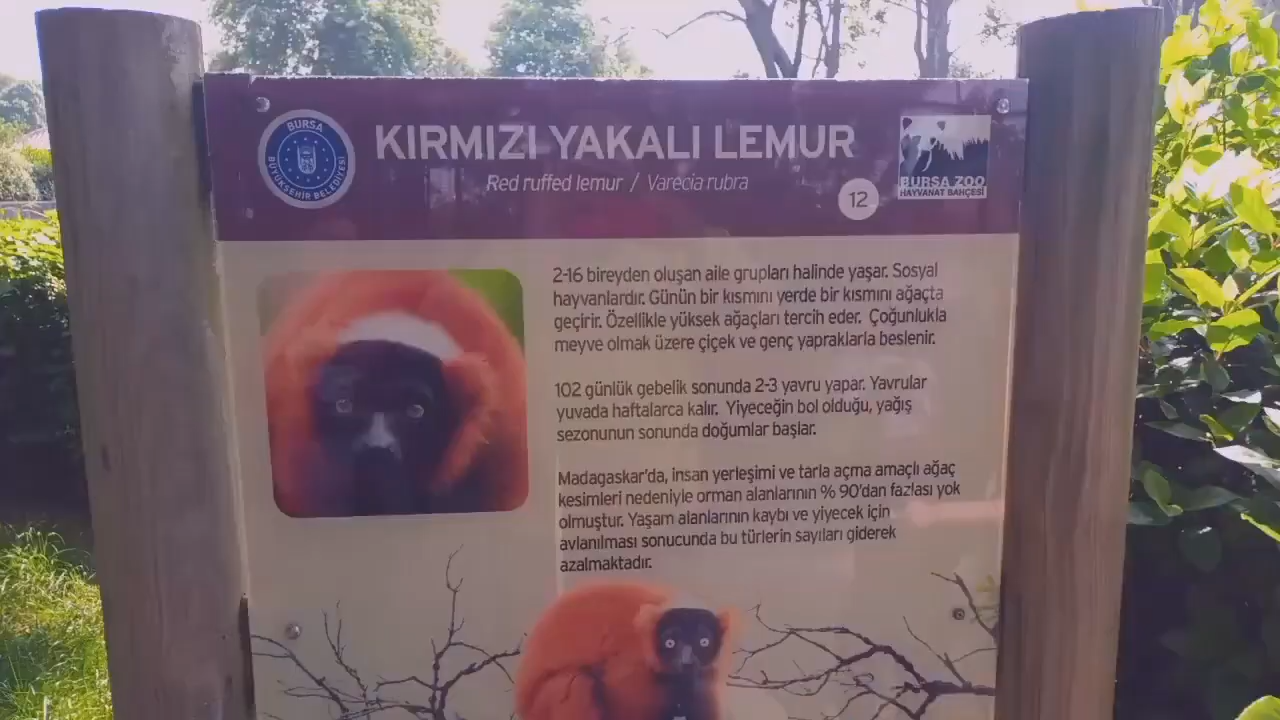 BURSA
BÜYÜKŞEHİR BELEDİYESİ
KIRMIZI YAKALI LEMUR
Red ruffed lemur / Varecia rubra
12
BURSA ZOO
HAYVANAT BAHÇESİ
2-16 bireyden oluşan aile grupları halinde yaşar. Sosyal
hayvanlardır. Günün bir kısmını yerde bir kısmını ağaçta
geçirir. Özellikle yüksek ağaçları tercih eder. Çoğunlukla
meyve olmak üzere çiçek ve genç yapraklarla beslenir.
102 günlük gebelik sonunda 2-3 yavru yapar. Yavrular
yuvada haftalarca kalır. Yiyeceğin bol olduğu, yağış
sezonunun sonunda doğumlar başlar.
Madagaskar'da, insan yerleşimi ve tarla açma amaçlı ağaç
kesimleri nedeniyle orman alanlarının % 90'dan fazlası yok
olmuştur. Yaşam alanlarının kaybı ve yiyecek için
avlanılması sonucunda bu türlerin sayıları giderek
azalmaktadır.